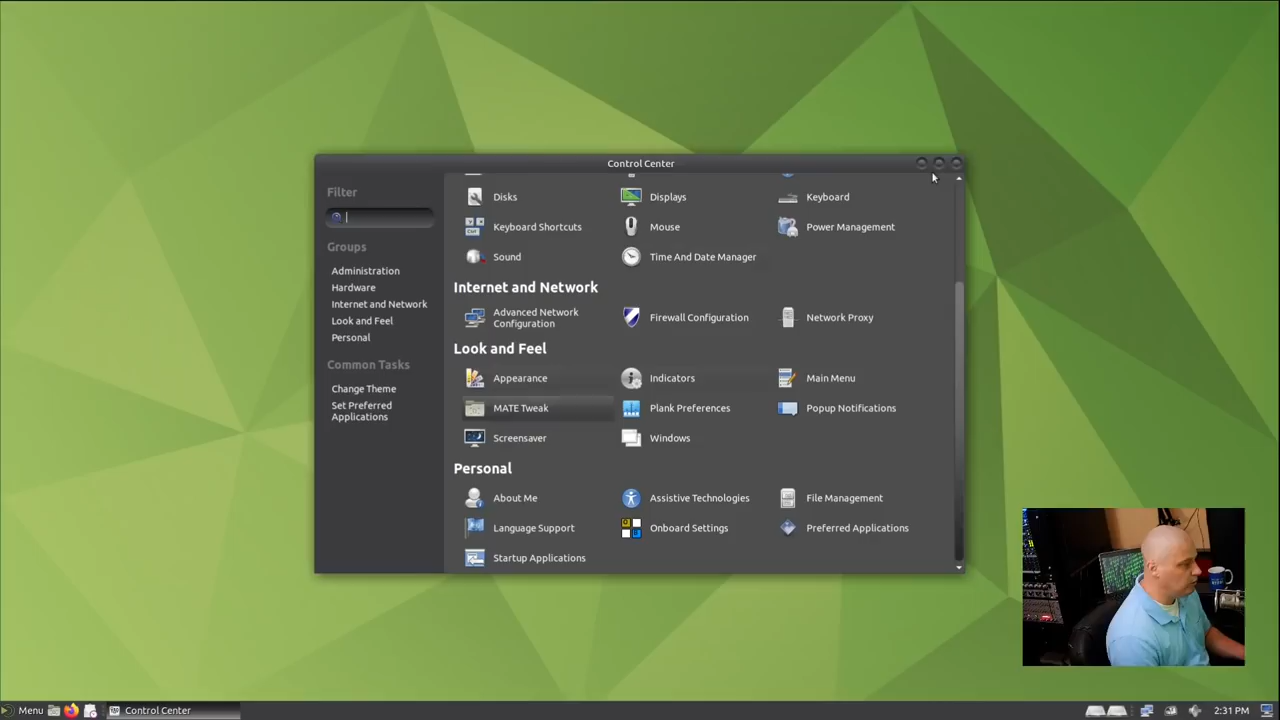 Control Center
Filter
Groups
Administration
Hardware
Internet and Network
Look and Feel
Personal
Common Tasks
Change Theme
Set Preferred
Applications
Disks
Displays
Keyboard
Keyboard Shortcuts
Mouse
Power Management
Sound
Time And Date Manager
Internet and Network
Advanced Network
Configuration
Firewall Configuration
Network Proxy
Look and Feel
Appearance
Indicators
Main Menu
MATE Tweak
Plank Preferences
Popup Notifications
Screensaver
Windows
Personal
About Me
Assistive Technologies
File Management
Language Support
Onboard Settings
Preferred Applications
Startup Applications
Menu
Control Center
2:31 PM